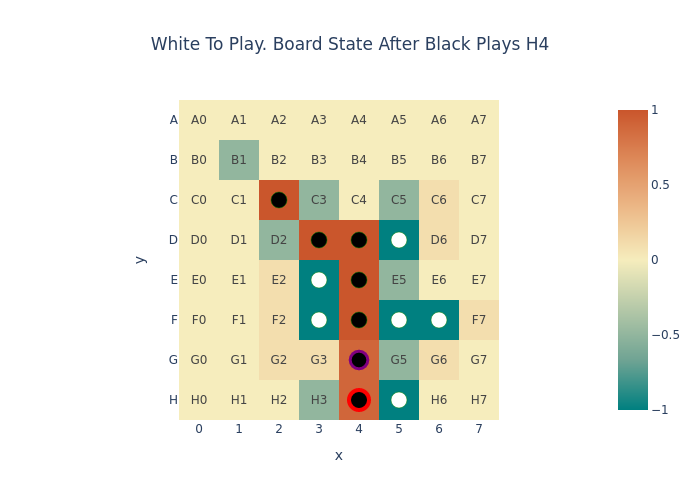 White To Play. Board State After Black Plays H4
A A0 A1 A2 A3 A4 A5 A6 A7
B B0 B1 B2 B3 B4 B5 B6 B7
C C0 C1 C3 C4 C5 C6 C7
D D0 D1 D2 D6 D7
E E0 E1 E2 E5 E6 E7
F F0 F1 F2 F7
G G0 G1 G2 G3 G5 G6 G7
H H0 H1 H2 H3 H6 H7
0 1 2 3 4 5 6 7
x
y
1
0.5
0
−0.5
−1